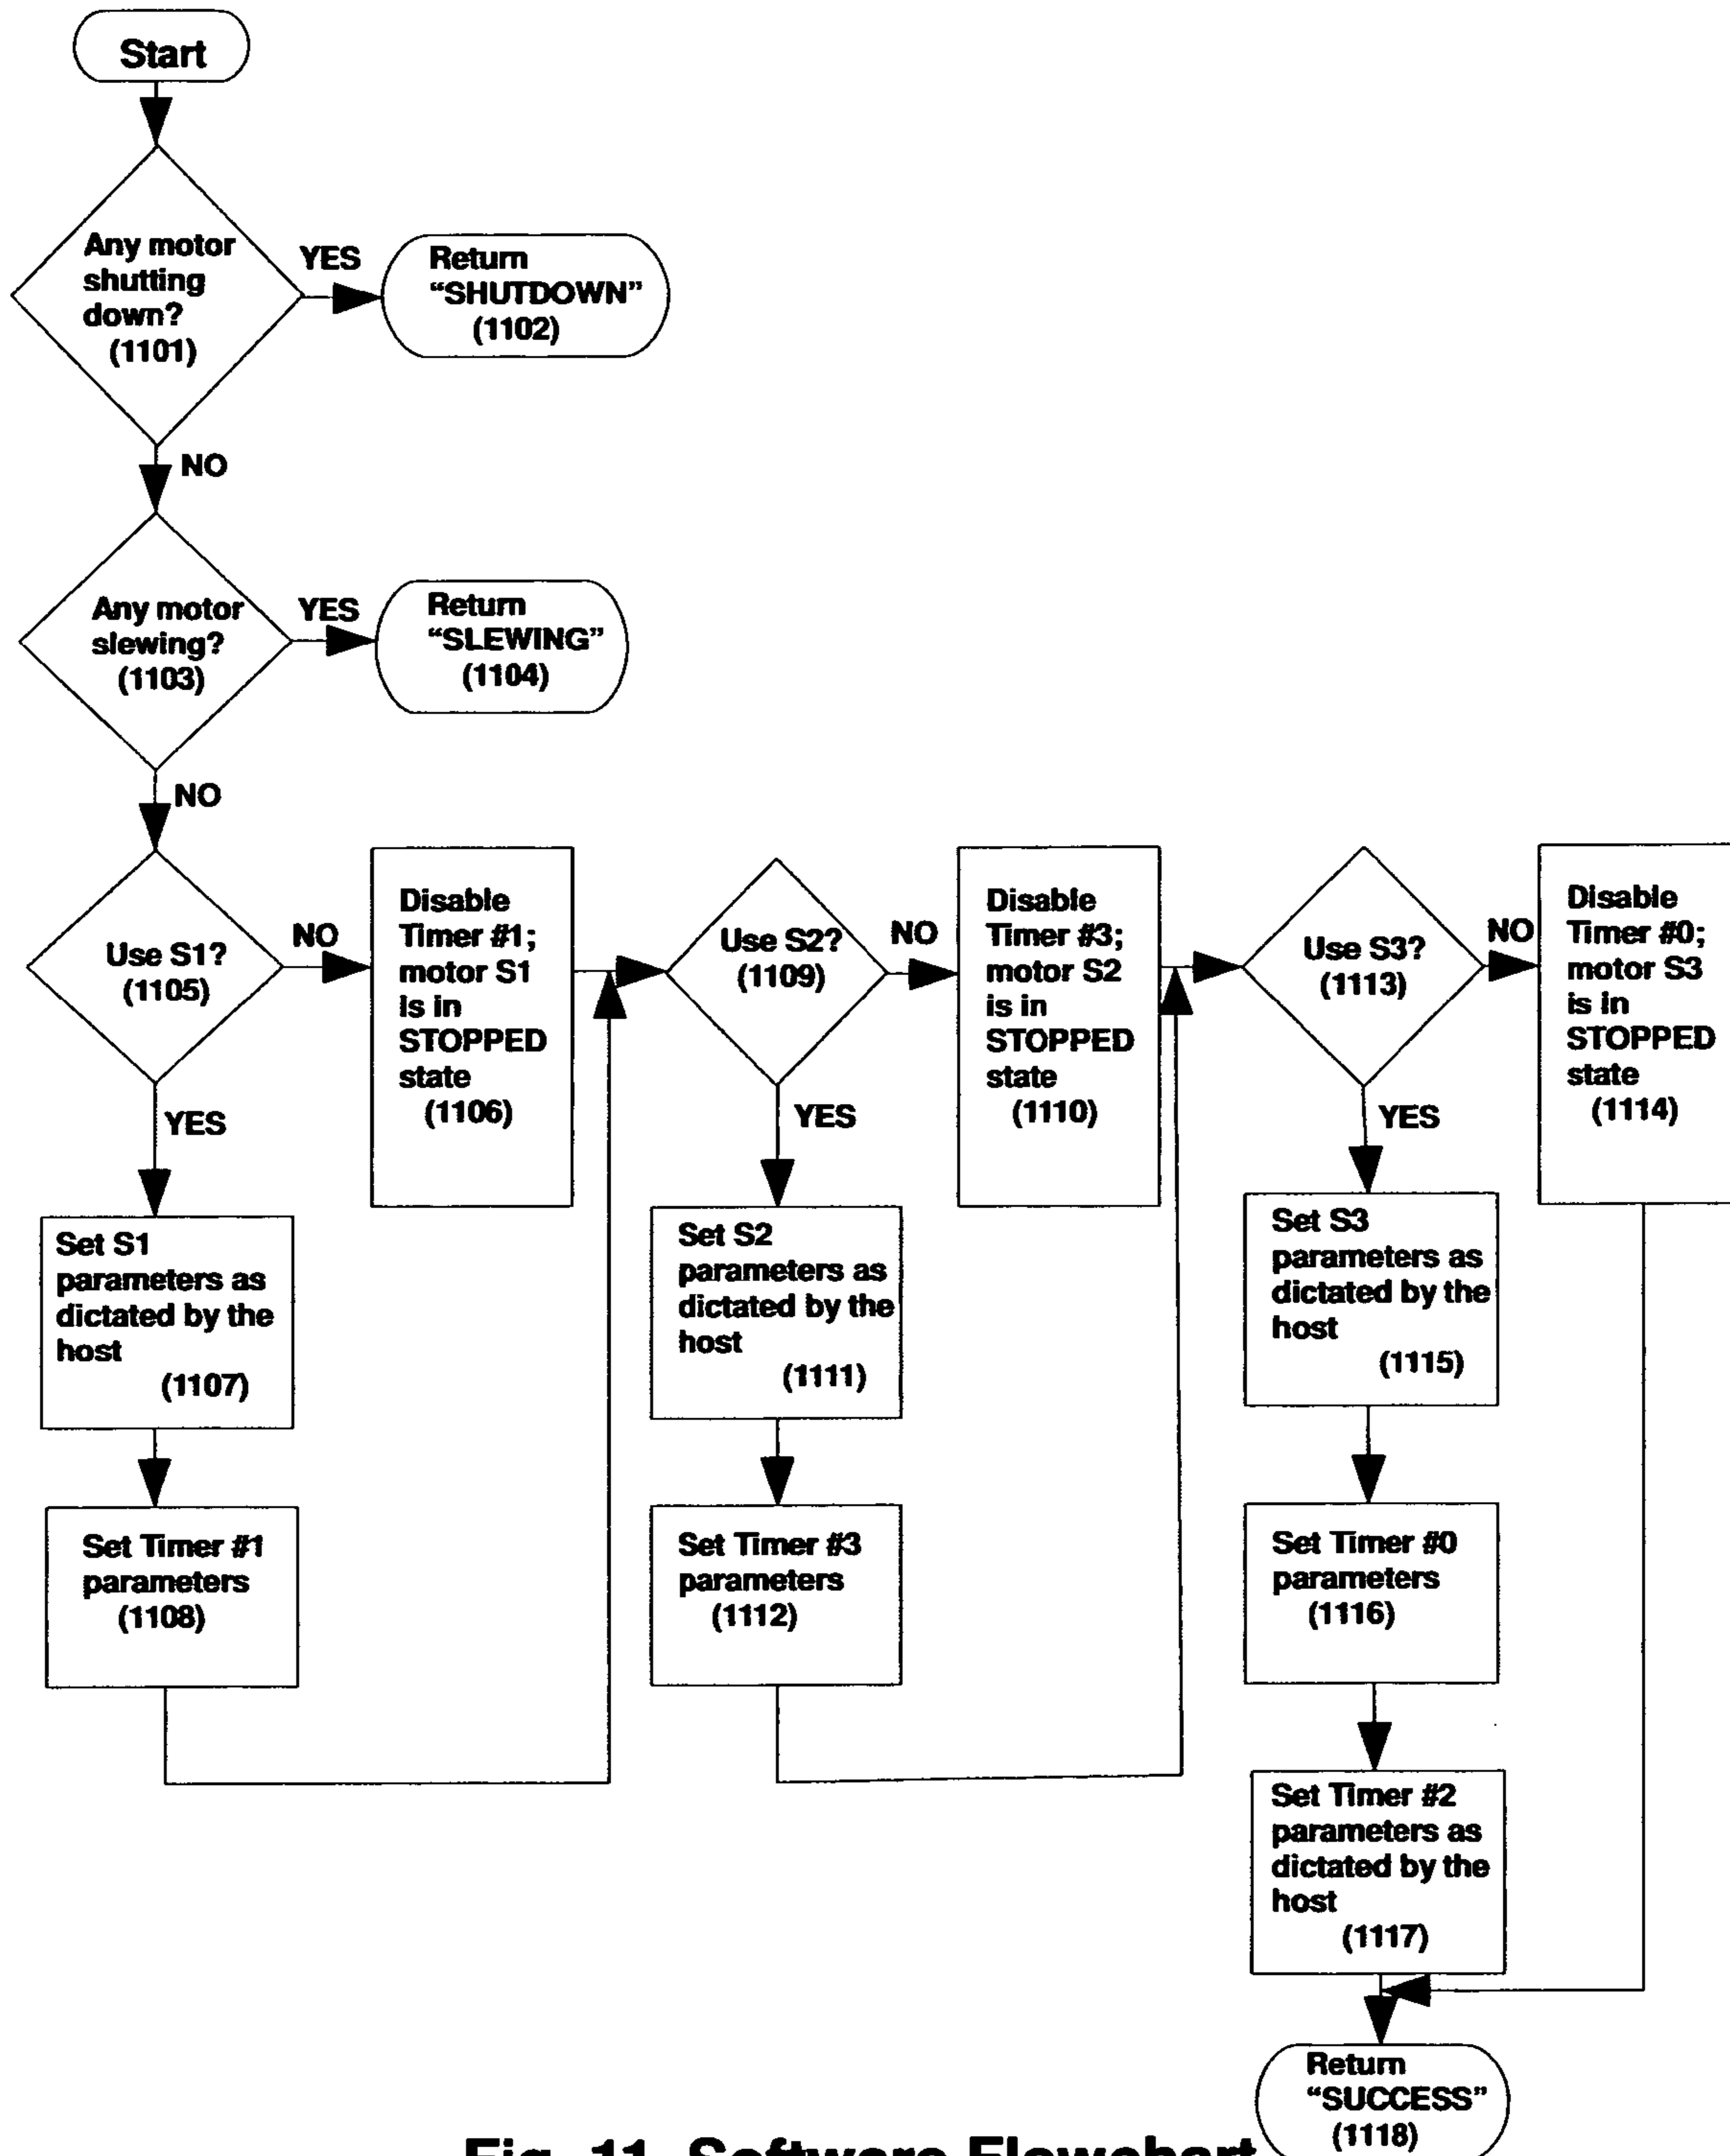 Start
Any motor
shutting
down?
(1101)
YES
Return
“SHUTDOWN”
(1102)
NO
Any motor
slewing?
(1103)
YES
Return
“SLEWING”
(1104)
NO
Use S1?
(1105)
NO
Disable
Timer #1;
motor S1
is in
STOPPED
state
(1106)
YES
Set S1
parameters as
dictated by the
host
(1107)
Set Timer #1
parameters
(1108)
Use S2?
(1109)
NO
Disable
Timer #3;
motor S2
is in
STOPPED
state
(1110)
YES
Set S2
parameters as
dictated by the
host
(1111)
Set Timer #3
parameters
(1112)
Use S3?
(1113)
NO
Disable
Timer #0;
motor S3
is in
STOPPED
state
(1114)
YES
Set S3
parameters as
dictated by the
host
(1115)
Set Timer #0
parameters
(1116)
Set Timer #2
parameters as
dictated by the
host
(1117)
Return
“SUCCESS”
(1118)
Fig. 11 Software Flowchart